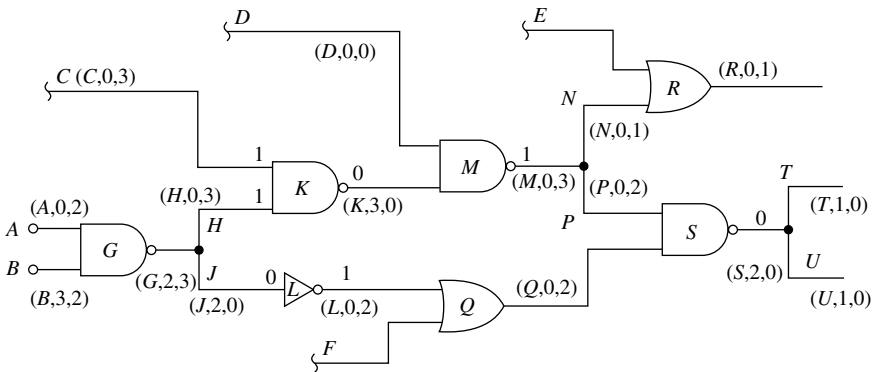 D
E
(D,0,0)
C (C,0,3)
(R,0,1)
R
N
(N,0,1)
1
K
0
M
1
(M,0,3)
(P,0,2)
(H,0,3)
1
(K,3,0)
T
(T,1,0)
(A,0,2)
H
P
S
0
A
G
B
J
(G,2,3)
0
L
1
(S,2,0)
U
(B,3,2)
(J,2,0)
(L,0,2)
Q
(Q,0,2)
(U,1,0)
F